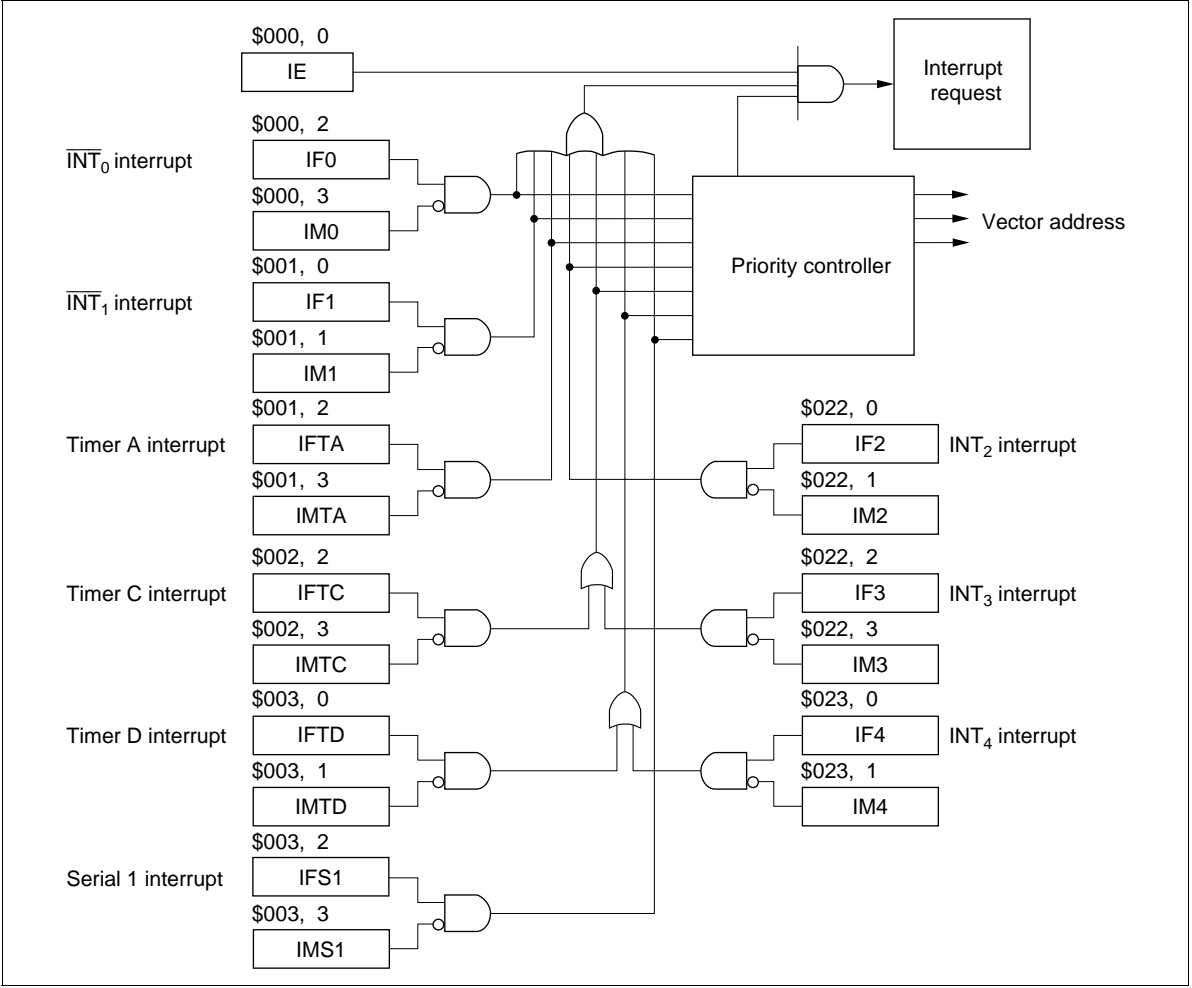 $000, 0
IE
Interrupt
request
$000, 2
I̅N̅T̅₀ interrupt
IF0
$000, 3
IM0
Vector address
Priority controller
$001, 0
I̅N̅T̅₁ interrupt
IF1
$001, 1
IM1
$001, 2
Timer A interrupt
IFTA
$001, 3
IMTA
$022, 0
IF2
INT₂ interrupt
$022, 1
IM2
$002, 2
Timer C interrupt
IFTC
$002, 3
IMTC
$022, 2
IF3
INT₃ interrupt
$022, 3
IM3
$003, 0
Timer D interrupt
IFTD
$003, 1
IMTD
$023, 0
IF4
INT₄ interrupt
$023, 1
IM4
$003, 2
Serial 1 interrupt
IFS1
$003, 3
IMS1